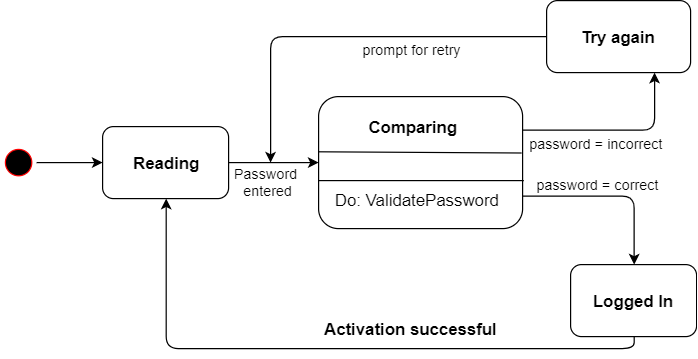 Try again
prompt for retry
Comparing
password = incorrect
Reading
Password
entered
password = correct
Do: ValidatePassword
Logged In
Activation successful